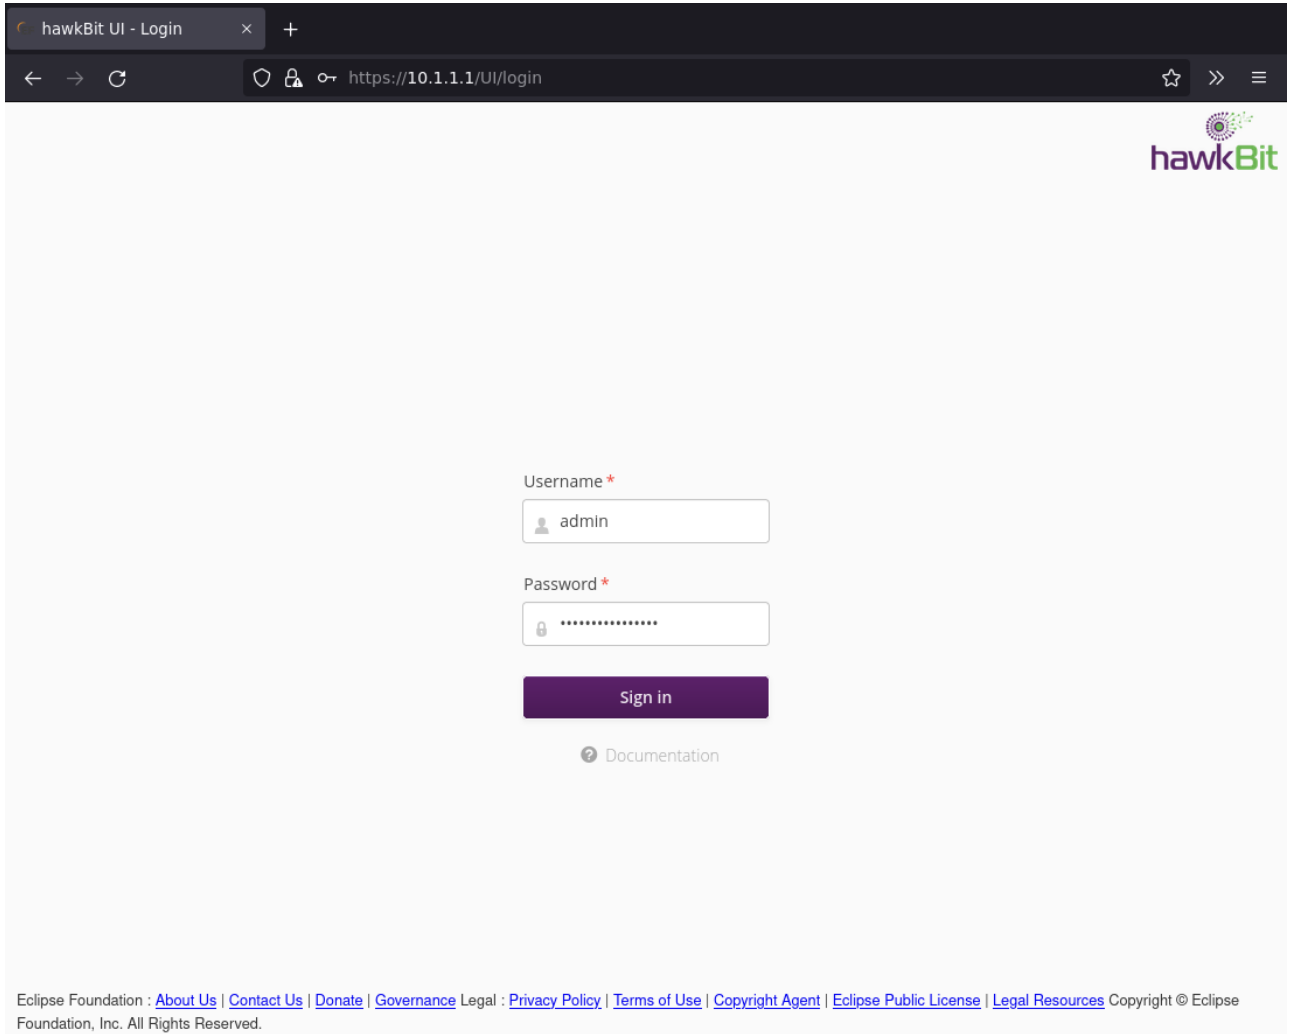 hawkBit UI - Login
https://10.1.1.1/UI/login
hawkBit
Username *
admin
Password *
••••••••••••••••
Sign in
Documentation
Eclipse Foundation : About Us | Contact Us | Donate | Governance Legal : Privacy Policy | Terms of Use | Copyright Agent | Eclipse Public License | Legal Resources Copyright © Eclipse
Foundation, Inc. All Rights Reserved.